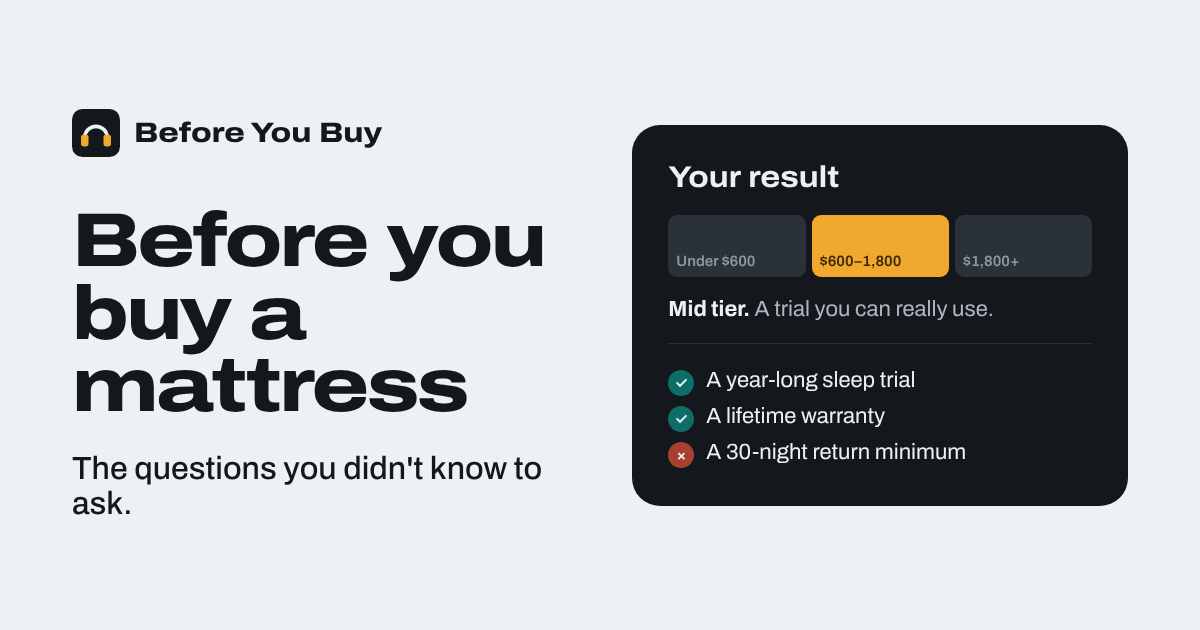 Before You Buy
Before you
buy a
mattress
The questions you didn't know to
ask.
Your result
Under $600
$600–1,800
$1,800+
Mid tier. A trial you can really use.
A year-long sleep trial
A lifetime warranty
A 30-night return minimum